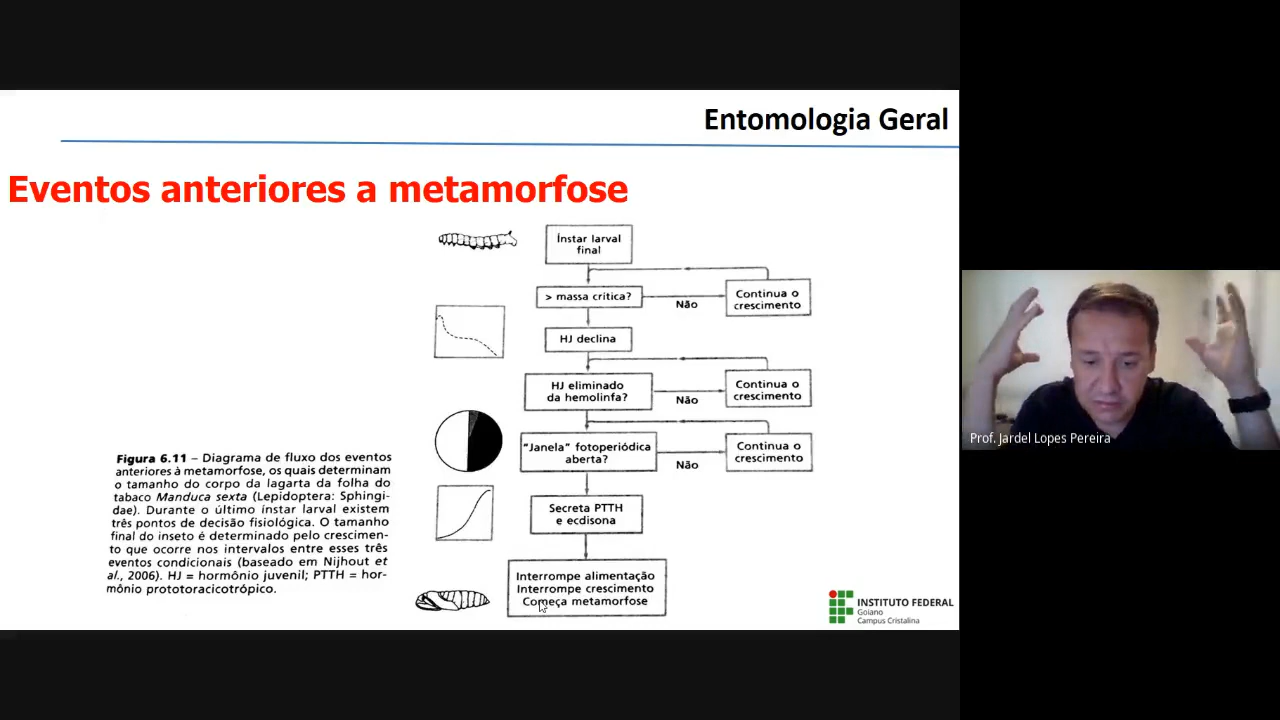 Entomologia Geral
Eventos anteriores a metamorfose
Ínstar larval
final
> massa crítica?
Não
Continua o
crescimento
HJ declina
HJ eliminado
da hemolinfa?
Não
Continua o
crescimento
"Janela" fotoperiódica
aberta?
Não
Continua o
crescimento
Secreta PTTH
e ecdisona
Interrompe alimentação
Interrompe crescimento
Começa metamorfose
Figura 6.11 – Diagrama de fluxo dos eventos
anteriores à metamorfose, os quais determinam
o tamanho do corpo da lagarta da folha do
tabaco Manduca sexta (Lepidoptera: Sphingi-
dae). Durante o último ínstar larval existem
três pontos de decisão fisiológica. O tamanho
final do inseto é determinado pelo crescimen-
to que ocorre nos intervalos entre esses três
eventos condicionais (baseado em Nijhout et
al., 2006). HJ = hormônio juvenil; PTTH = hor-
mônio prototoracicotrópico.
INSTITUTO FEDERAL
Goiano
Campus Cristalina
Prof. Jardel Lopes Pereira